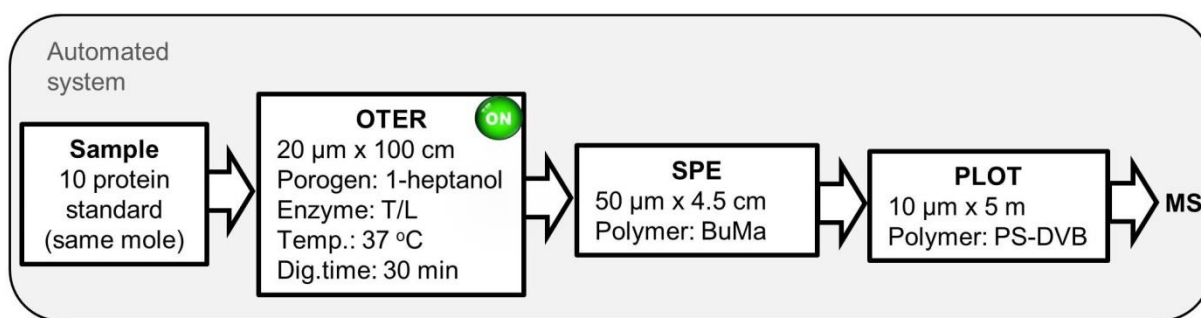 Automated
system
Sample
10 protein
standard
(same mole)
OTER
ON
20 µm x 100 cm
Porogen: 1-heptanol
Enzyme: T/L
Temp.: 37 ºC
Dig.time: 30 min
SPE
50 µm x 4.5 cm
Polymer: BuMa
PLOT
10 µm x 5 m
Polymer: PS-DVB
MS